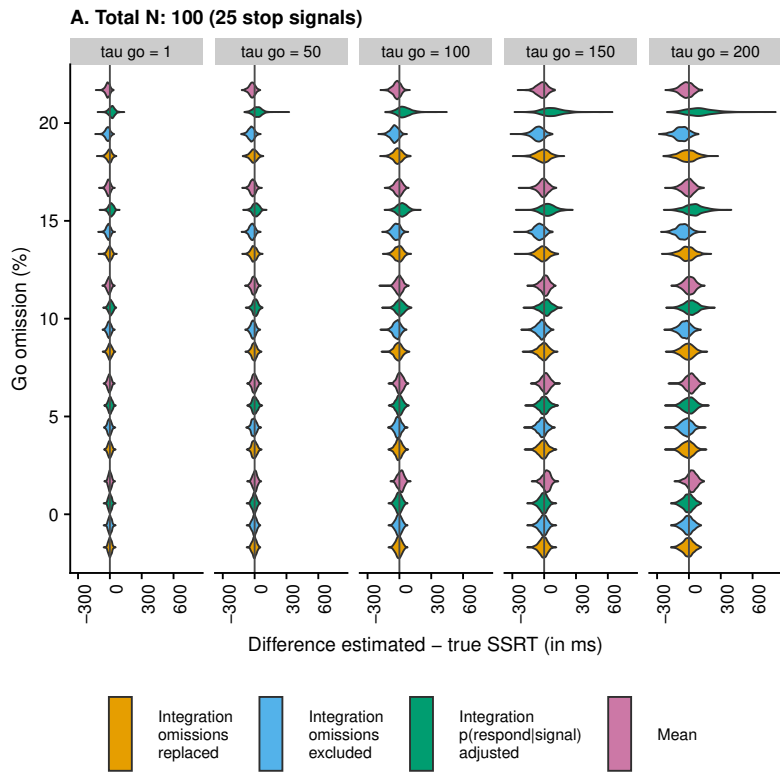 A. Total N: 100 (25 stop signals)
tau go = 1
tau go = 50
tau go = 100
tau go = 150
tau go = 200
Go omission (%)
20
15
10
5
0
−300 0 300 600
−300 0 300 600
−300 0 300 600
−300 0 300 600
−300 0 300 600
Difference estimated − true SSRT (in ms)
Integration
omissions
replaced
Integration
omissions
excluded
Integration
p(respond|signal)
adjusted
Mean